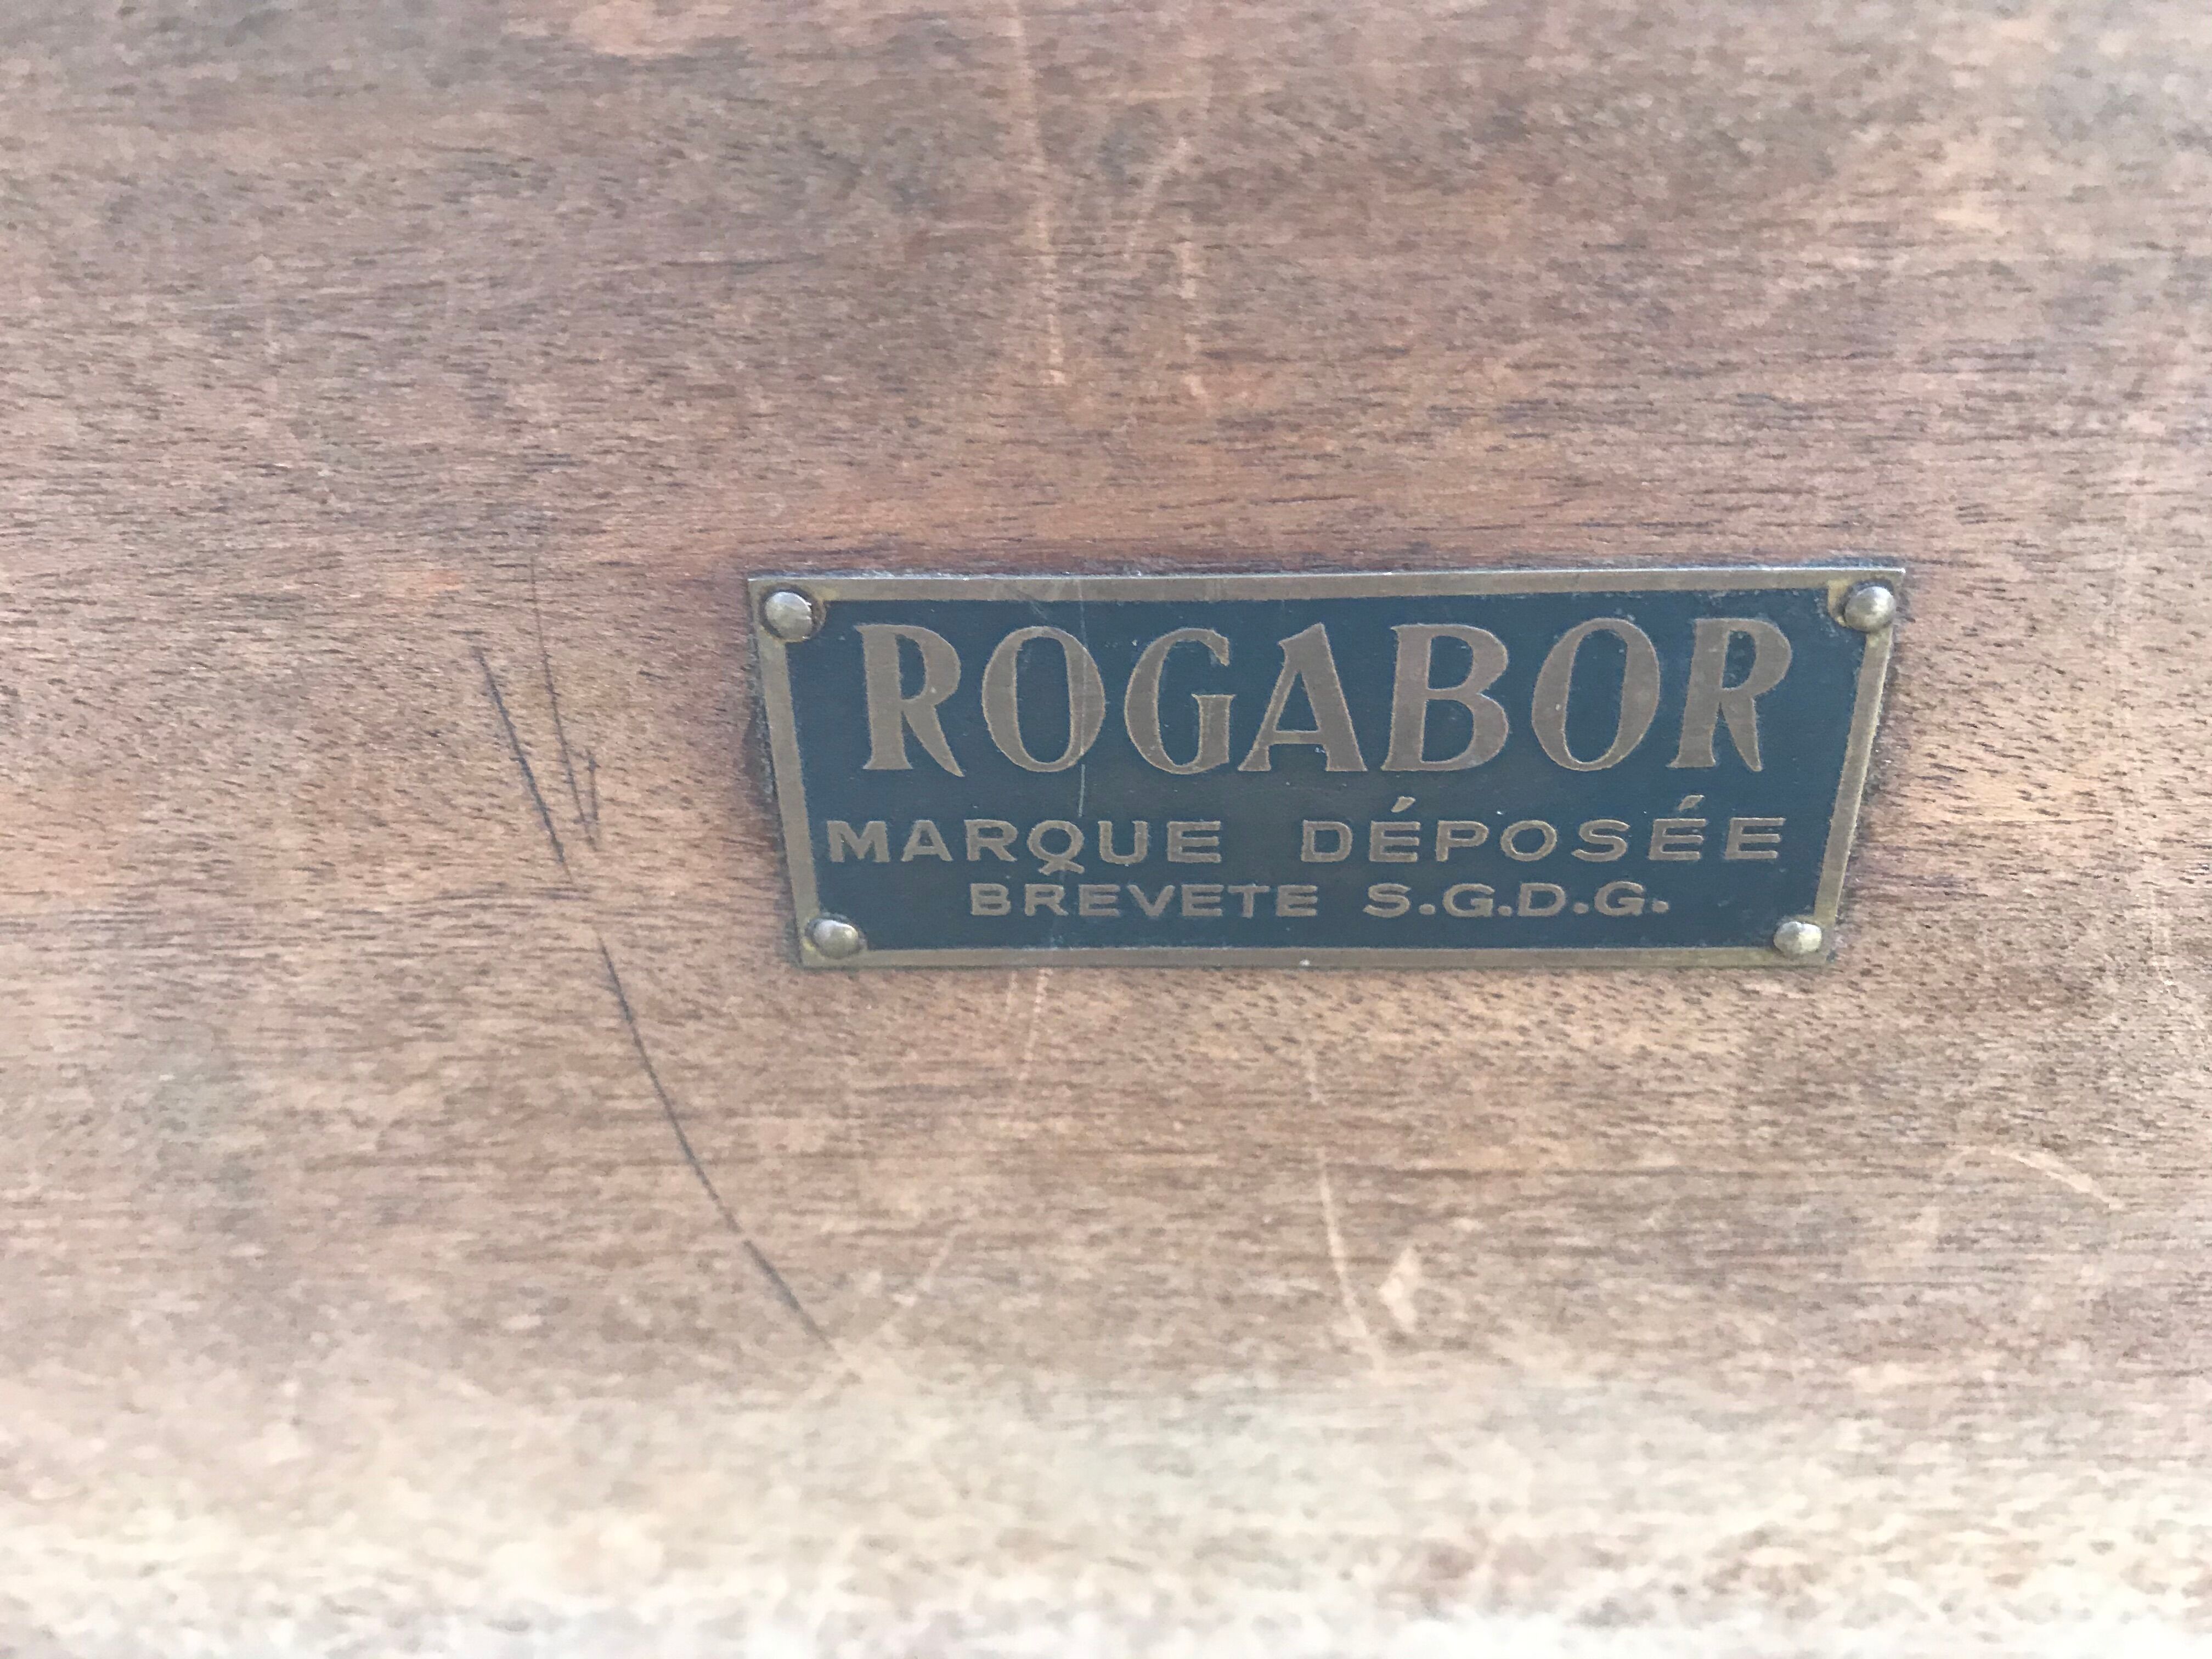 ROGABOR
MARQUE DÉPOSÉE
BREVETE S.G.D.G.